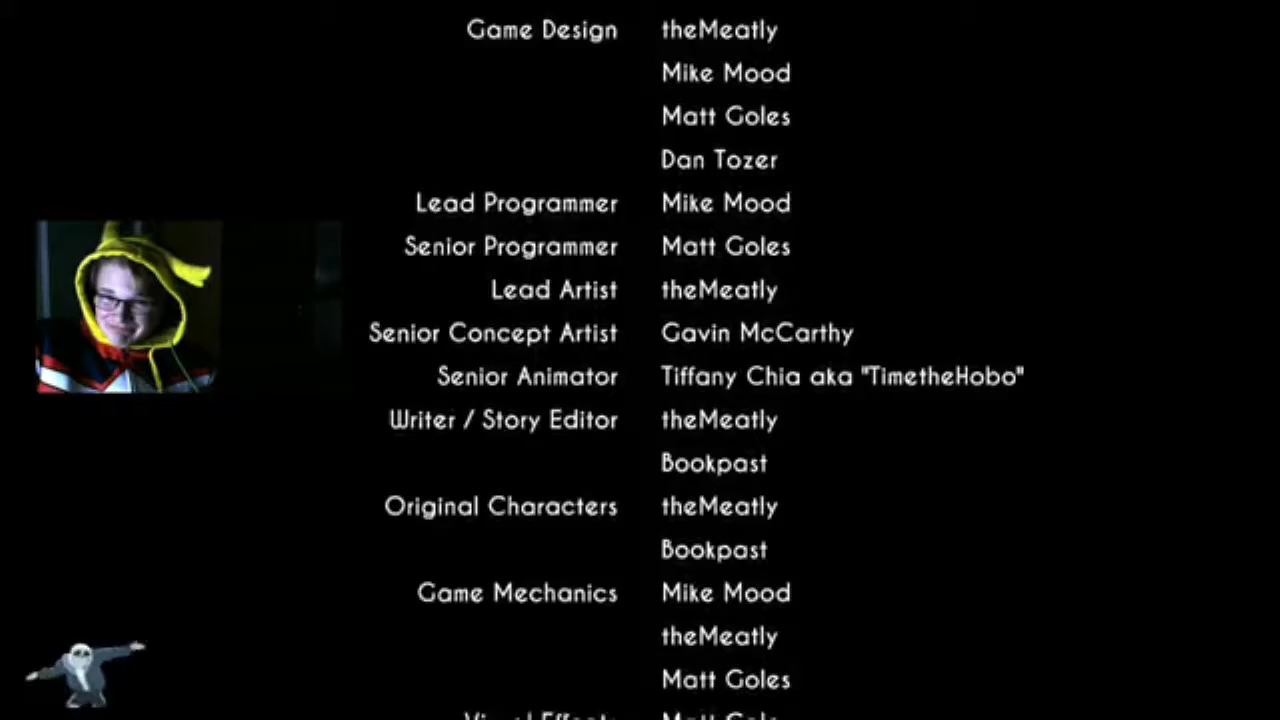 Game Design theMeatly
Mike Mood
Matt Goles
Dan Tozer
Lead Programmer Mike Mood
Senior Programmer Matt Goles
Lead Artist theMeatly
Senior Concept Artist Gavin McCarthy
Senior Animator Tiffany Chia aka "TimetheHobo"
Writer / Story Editor theMeatly
Bookpast
Original Characters theMeatly
Bookpast
Game Mechanics Mike Mood
theMeatly
Matt Goles